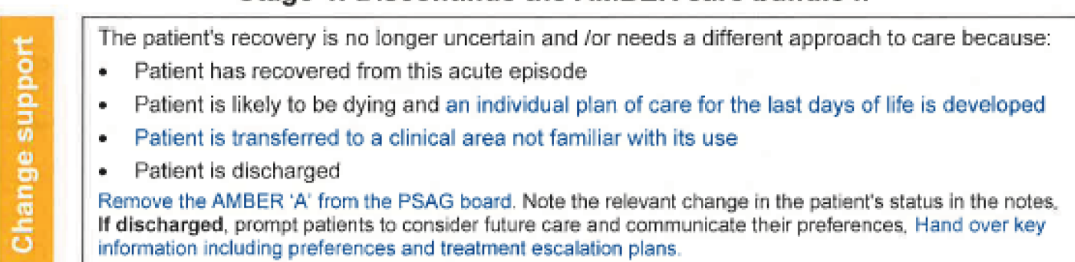 The patient's recovery is no longer uncertain and /or needs a different approach to care because:
• Patient has recovered from this acute episode
• Patient is likely to be dying and an individual plan of care for the last days of life is developed
• Patient is transferred to a clinical area not familiar with its use
• Patient is discharged
Remove the AMBER 'A' from the PSAG board. Note the relevant change in the patient's status in the notes.
If discharged, prompt patients to consider future care and communicate their preferences, Hand over key
information including preferences and treatment escalation plans.
Change support